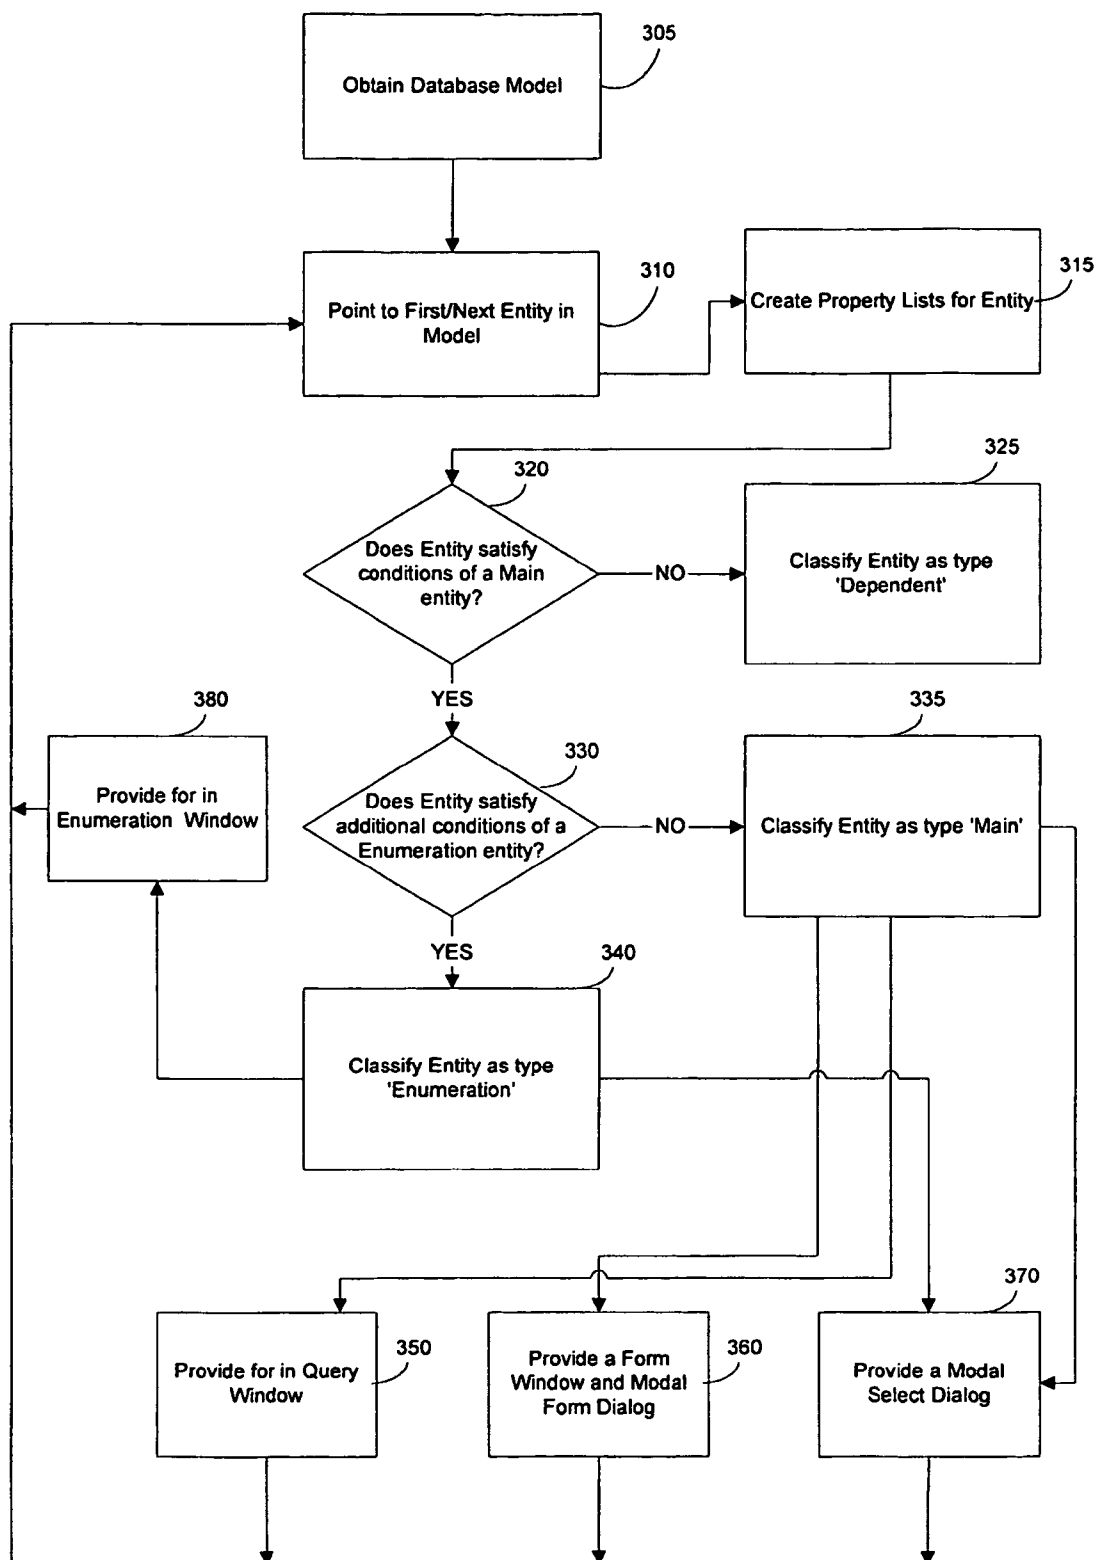 305
Obtain Database Model
310
Point to First/Next Entity in
Model
315
Create Property Lists for Entity
320
Does Entity satisfy
conditions of a Main
entity?
NO
325
Classify Entity as type
'Dependent'
YES
380
Provide for in
Enumeration Window
330
Does Entity satisfy
additional conditions of a
Enumeration entity?
NO
335
Classify Entity as type 'Main'
YES
340
Classify Entity as type
'Enumeration'
350
Provide for in Query
Window
360
Provide a Form
Window and Modal
Form Dialog
370
Provide a Modal
Select Dialog